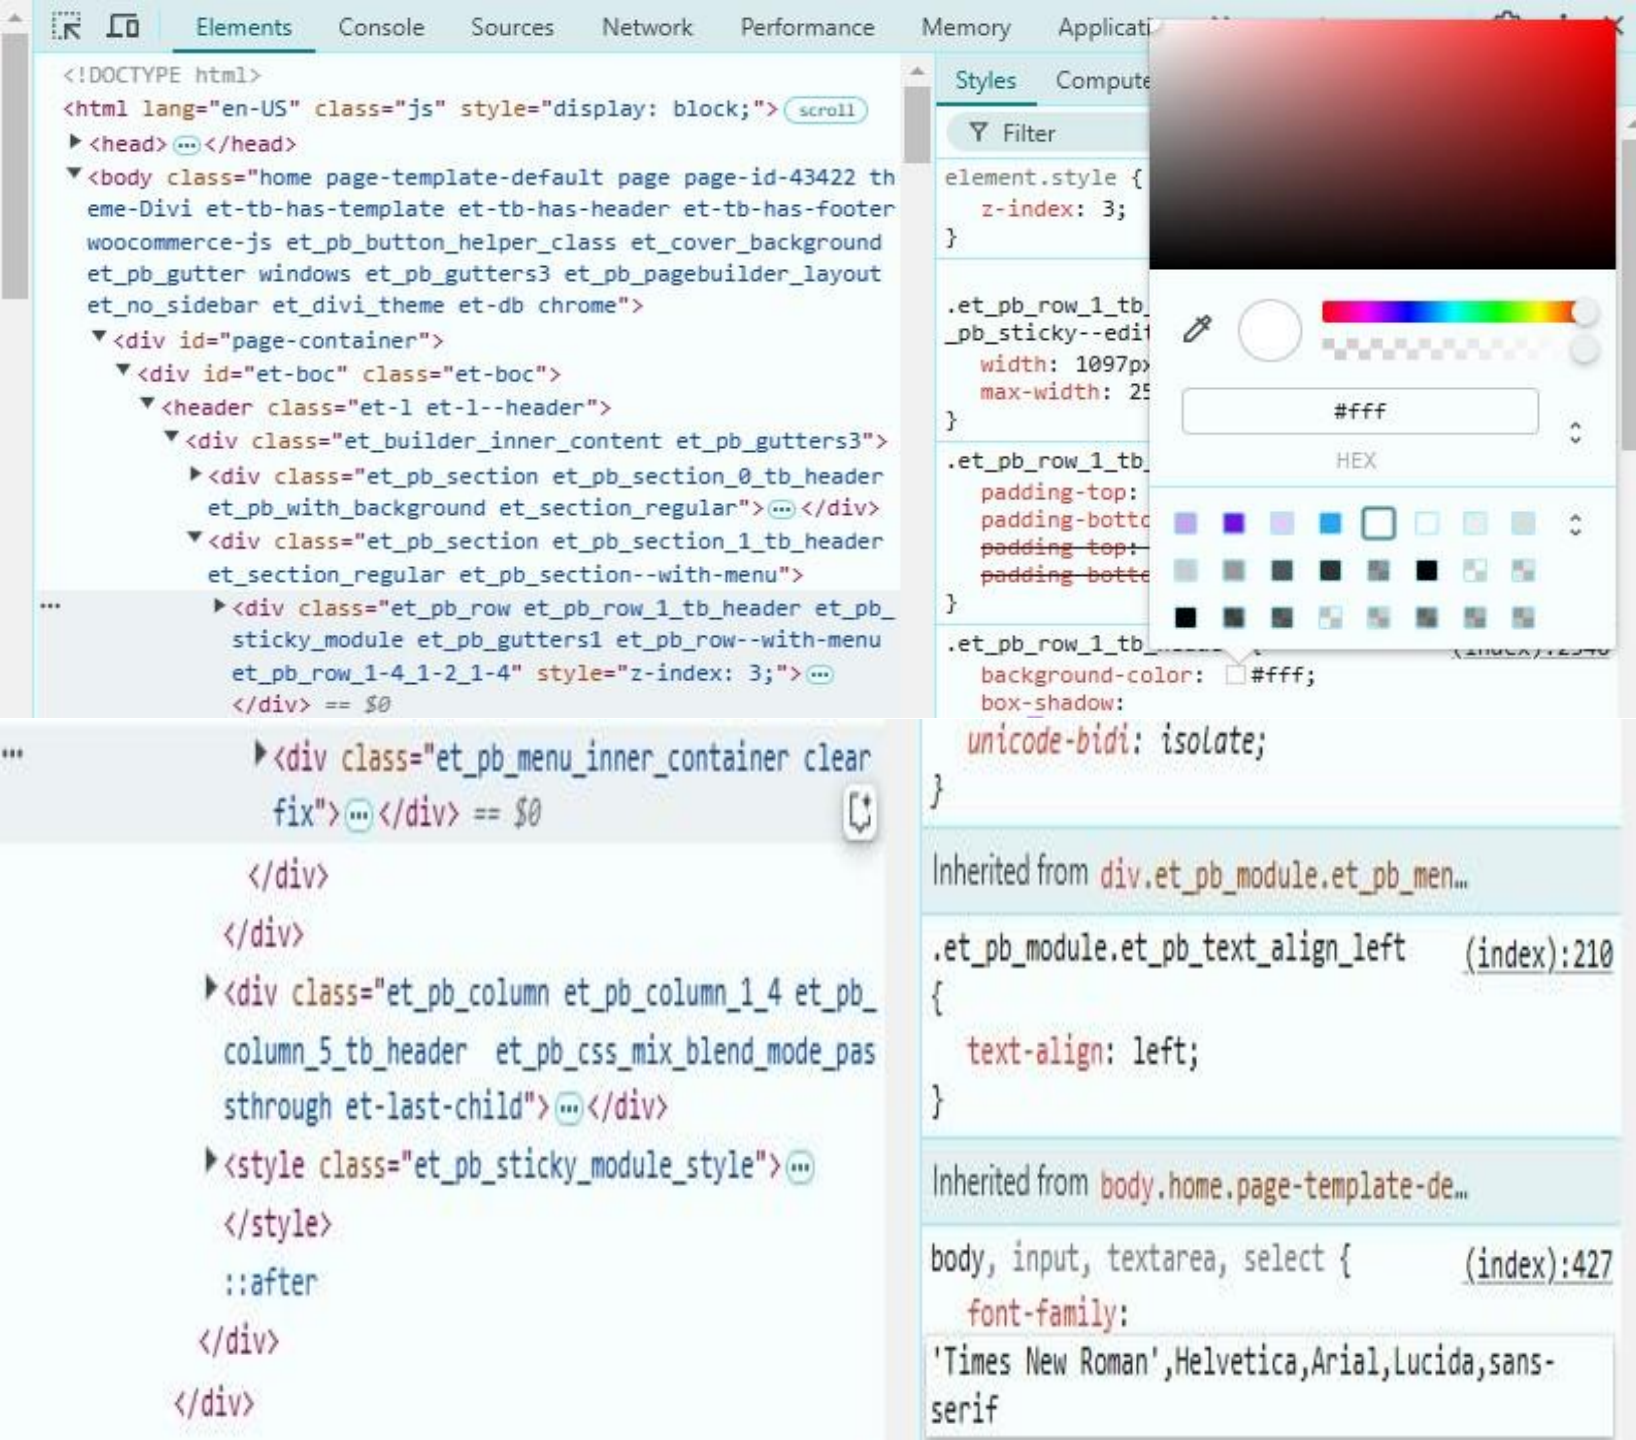 Elements Console Sources Network Performance Memory Applicati
<!DOCTYPE html>
<html lang="en-US" class="js" style="display: block;"> scroll
<head> … </head>
<body class="home page-template-default page page-id-43422 th
eme-Divi et-tb-has-template et-tb-has-header et-tb-has-footer
woocommerce-js et_pb_button_helper_class et_cover_background
et_pb_gutter windows et_pb_gutters3 et_pb_pagebuilder_layout
et_no_sidebar et_divi_theme et-db chrome">
<div id="page-container">
<div id="et-boc" class="et-boc">
<header class="et-l et-l--header">
<div class="et_builder_inner_content et_pb_gutters3">
<div class="et_pb_section et_pb_section_0_tb_header
et_pb_with_background et_section_regular"> … </div>
<div class="et_pb_section et_pb_section_1_tb_header
et_section_regular et_pb_section--with-menu">
… <div class="et_pb_row et_pb_row_1_tb_header et_pb_
sticky_module et_pb_gutters1 et_pb_row--with-menu
et_pb_row_1-4_1-2_1-4" style="z-index: 3;"> …
</div> == $0
Styles Compute
Filter
element.style {
z-index: 3;
}
.et_pb_row_1_tb_
_pb_sticky--edit
width: 1097px
max-width: 25
}
.et_pb_row_1_tb_
padding-top:
padding-botto
padding-top:
padding-botto
}
.et_pb_row_1_tb_
background-color: #fff;
box-shadow:
#fff
HEX
… <div class="et_pb_menu_inner_container clear
fix"> … </div> == $0
</div>
</div>
<div class="et_pb_column et_pb_column_1_4 et_pb_
column_5_tb_header et_pb_css_mix_blend_mode_pas
sthrough et-last-child"> … </div>
<style class="et_pb_sticky_module_style"> …
</style>
::after
</div>
</div>
unicode-bidi: isolate;
}
Inherited from div.et_pb_module.et_pb_men…
.et_pb_module.et_pb_text_align_left (index):210
{
text-align: left;
}
Inherited from body.home.page-template-de…
body, input, textarea, select { (index):427
font-family:
'Times New Roman',Helvetica,Arial,Lucida,sans-
serif